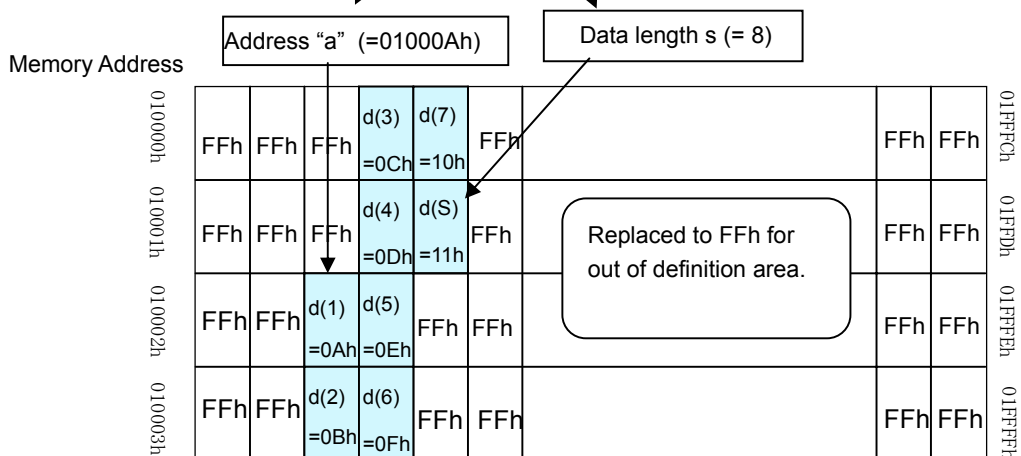 Address “a” (=01000Ah)
Data length s (= 8)
Memory Address
010000h
FFh FFh FFh d(3) =0Ch d(7) =10h FFh FFh FFh
01FFFCh
010001h
FFh FFh FFh d(4) =0Dh d(S) =11h FFh FFh FFh
01FFDh
Replaced to FFh for
out of definition area.
010002h
FFh FFh d(1) =0Ah d(5) =0Eh FFh FFh FFh FFh
01FFFEh
010003h
FFh FFh d(2) =0Bh d(6) =0Fh FFh FFh FFh FFh
01FFFFh